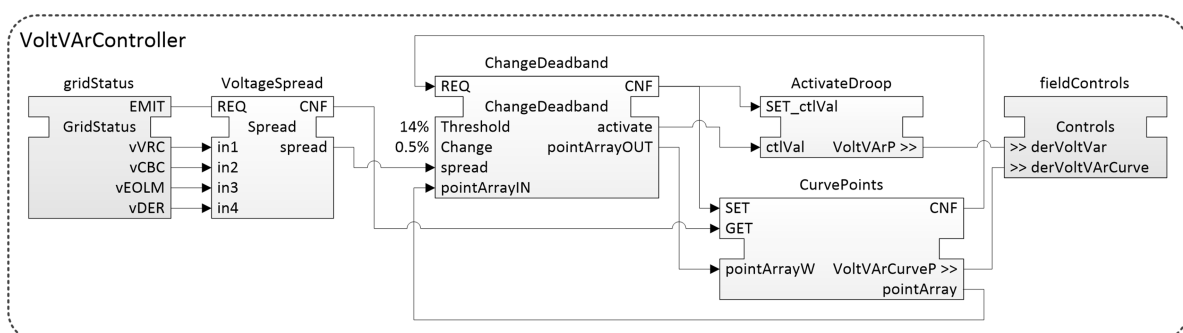 VoltVArController
gridStatus
EMIT
GridStatus
vVRC
vCBC
vEOLM
vDER
VoltageSpread
REQ CNF
Spread
in1 spread
in2
in3
in4
ChangeDeadband
REQ CNF
ChangeDeadband
14% Threshold activate
0.5% Change pointArrayOUT
spread
pointArrayIN
ActivateDroop
SET_ctlVal
ctlVal VoltVArP >>
CurvePoints
SET CNF
GET
pointArrayW VoltVArCurveP >>
pointArray
fieldControls
Controls
>> derVoltVar
>> derVoltVArCurve